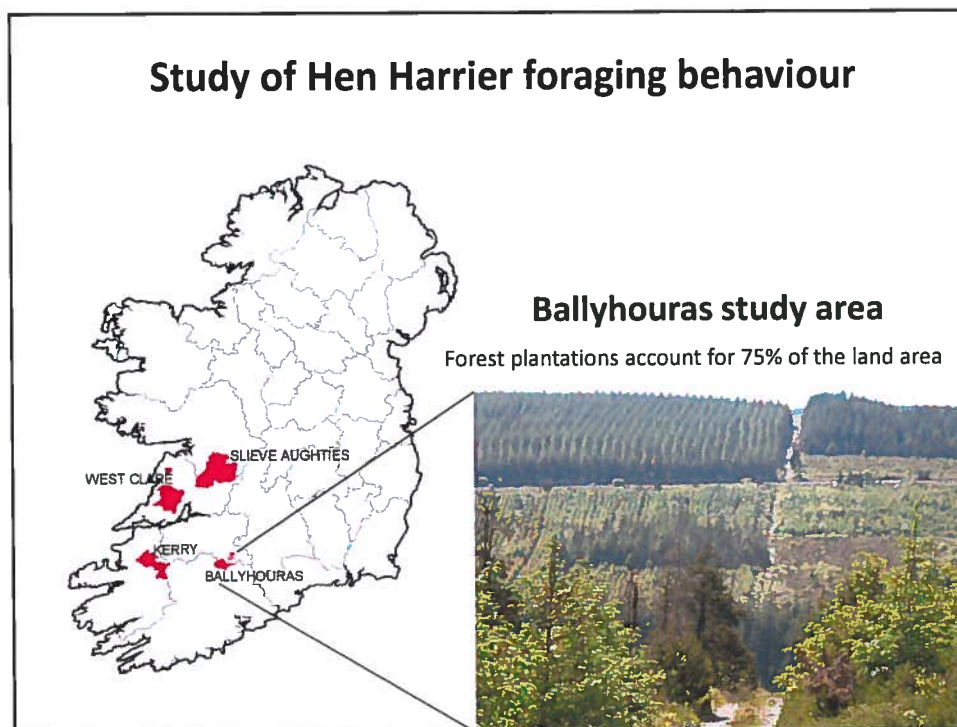 Study of Hen Harrier foraging behaviour
Ballyhouras study area
Forest plantations account for 75% of the land area
SLIEVE AUGHTIES
WEST CLARE
KERRY
BALLYHOURAS